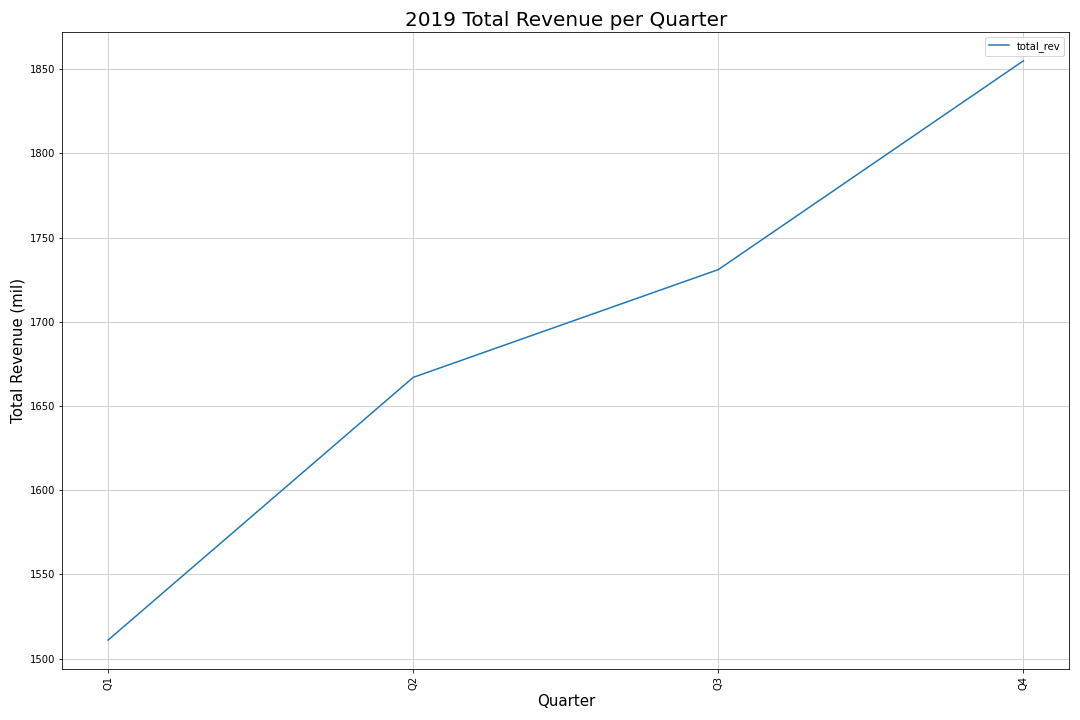 2019 Total Revenue per Quarter
total_rev
1850
1800
1750
1700
1650
1600
1550
1500
Total Revenue (mil)
Q1
Q2
Q3
Q4
Quarter